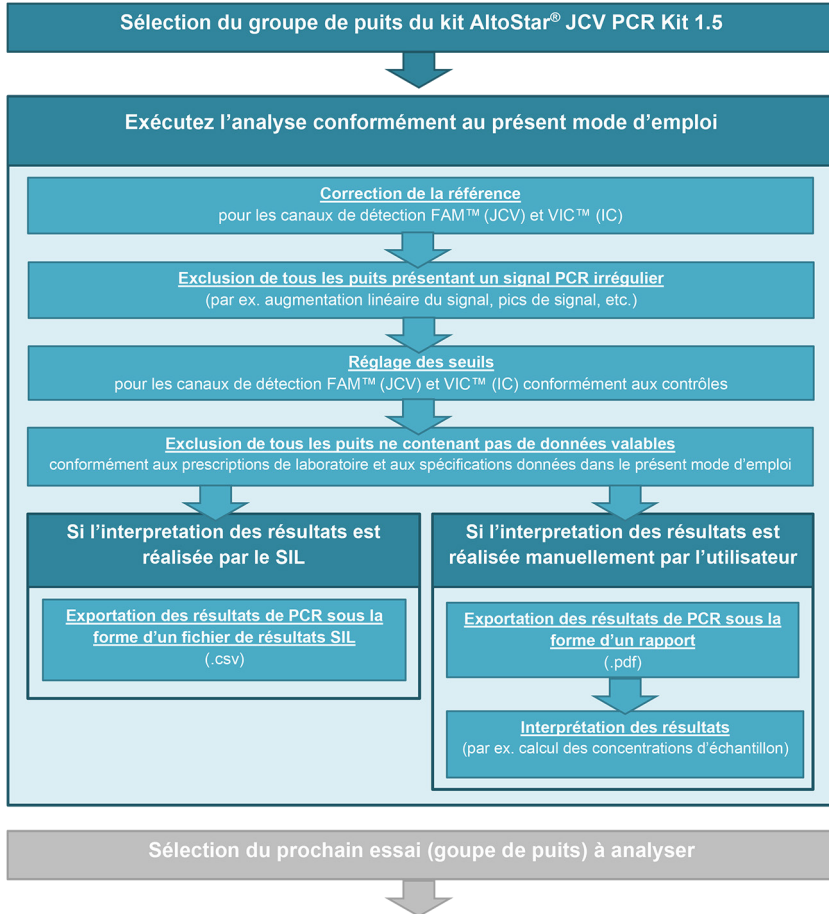 Sélection du groupe de puits du kit AltoStar® JCV PCR Kit 1.5
Exécutez l'analyse conformément au présent mode d'emploi
Correction de la référence
pour les canaux de détection FAM™ (JCV) et VIC™ (IC)
Exclusion de tous les puits présentant un signal PCR irrégulier
(par ex. augmentation linéaire du signal, pics de signal, etc.)
Réglage des seuils
pour les canaux de détection FAM™ (JCV) et VIC™ (IC) conformément aux contrôles
Exclusion de tous les puits ne contenant pas de données valables
conformément aux prescriptions de laboratoire et aux spécifications données dans le présent mode d'emploi
Si l'interpretation des résultats est
réalisée par le SIL
Exportation des résultats de PCR sous la
forme d'un fichier de résultats SIL
(.csv)
Si l'interpretation des résultats est
réalisée manuellement par l'utilisateur
Exportation des résultats de PCR sous la
forme d'un rapport
(.pdf)
Interprétation des résultats
(par ex. calcul des concentrations d'échantillon)
Sélection du prochain essai (goupe de puits) à analyser